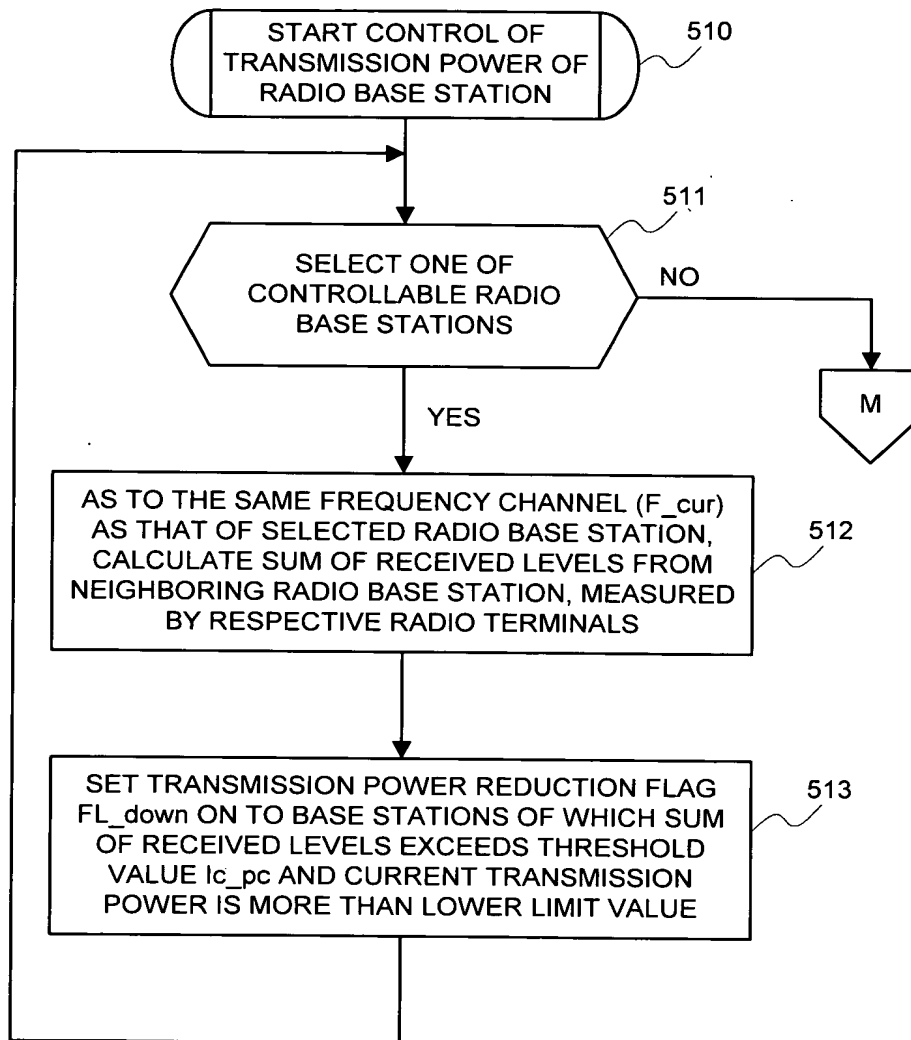 START CONTROL OF
TRANSMISSION POWER OF
RADIO BASE STATION
510
511
SELECT ONE OF
CONTROLLABLE RADIO
BASE STATIONS
NO
M
YES
AS TO THE SAME FREQUENCY CHANNEL (F_cur)
AS THAT OF SELECTED RADIO BASE STATION,
CALCULATE SUM OF RECEIVED LEVELS FROM
NEIGHBORING RADIO BASE STATION, MEASURED
BY RESPECTIVE RADIO TERMINALS
512
SET TRANSMISSION POWER REDUCTION FLAG
FL_down ON TO BASE STATIONS OF WHICH SUM
OF RECEIVED LEVELS EXCEEDS THRESHOLD
VALUE Ic_pc AND CURRENT TRANSMISSION
POWER IS MORE THAN LOWER LIMIT VALUE
513